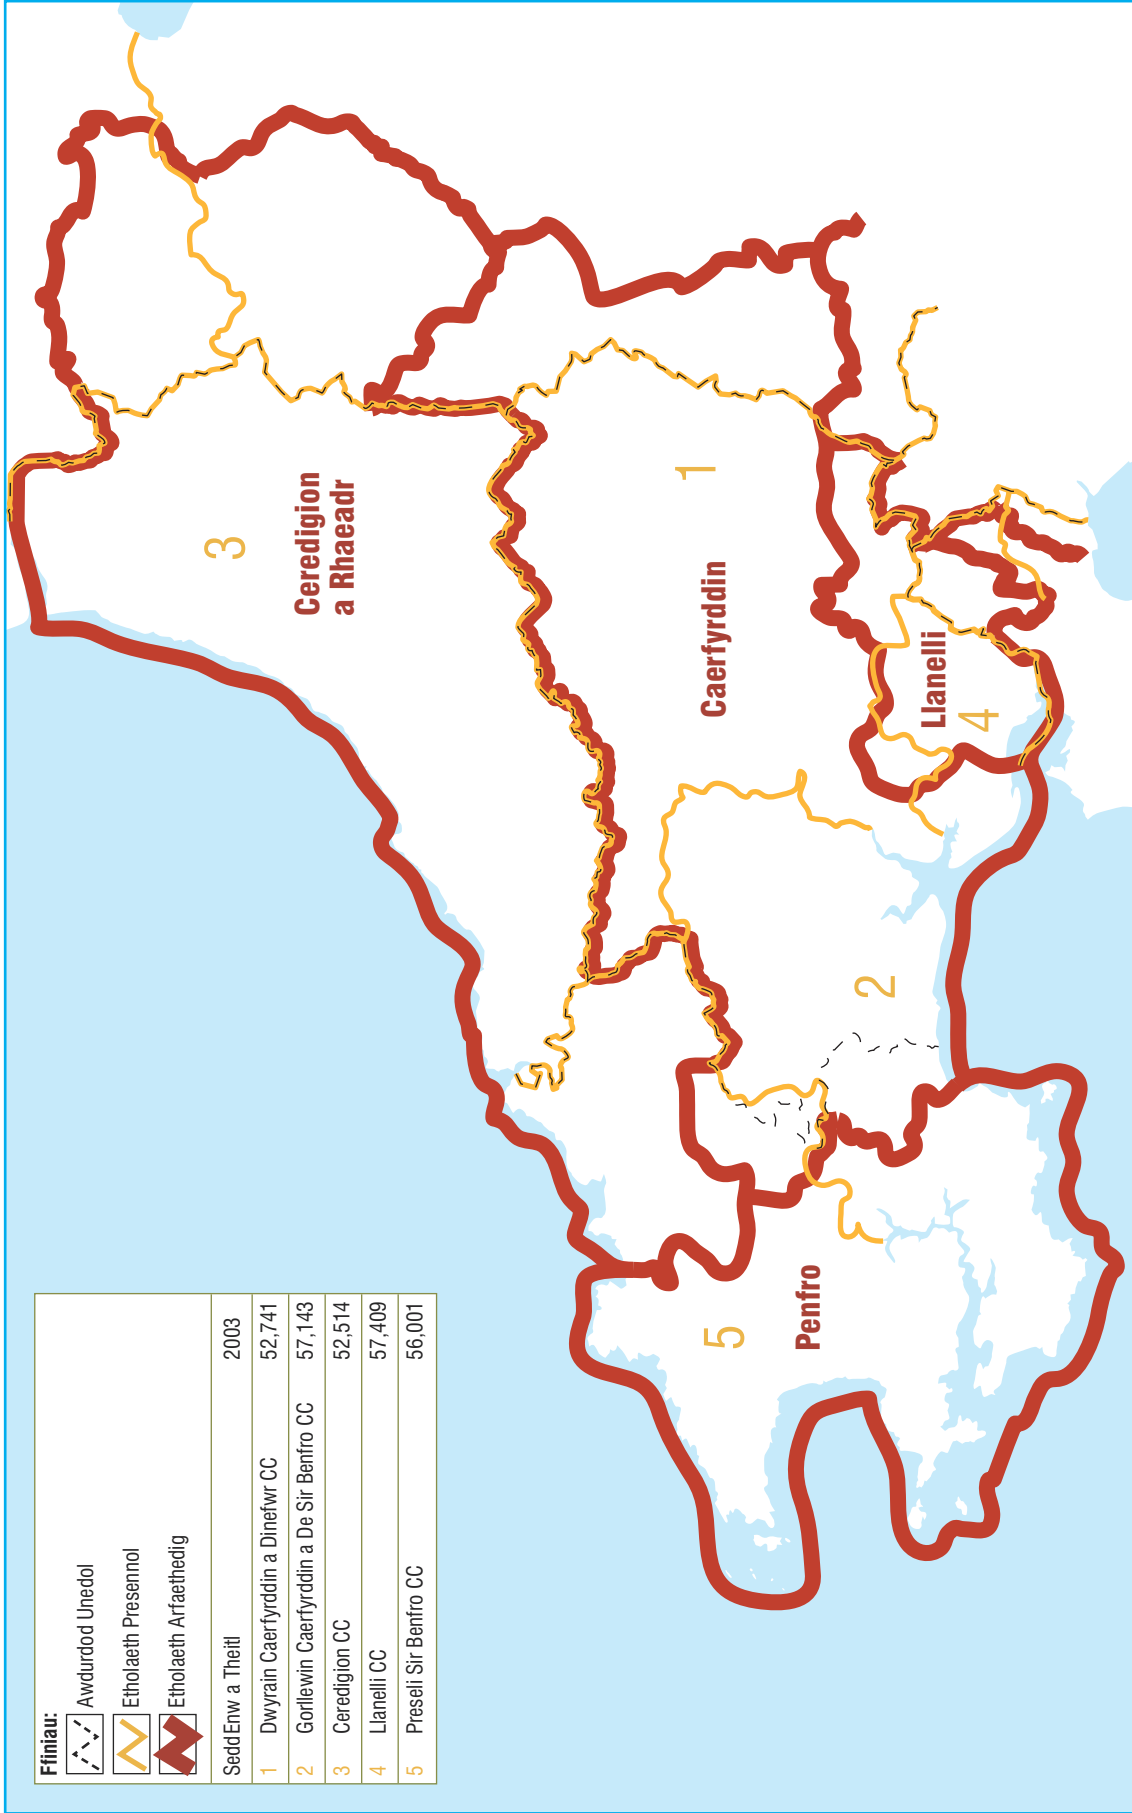 Ffiniau:
Awdurdod Unedol
Etholaeth Presennol
Etholaeth Arfaethedig
SeddEnw a Theitl 2003
1 Dwyrain Caerfyrddin a Dinefwr CC 52,741
2 Gorllewin Caerfyrddin a De Sir Benfro CC 57,143
3 Ceredigion CC 52,514
4 Llanelli CC 57,409
5 Preseli Sir Benfro CC 56,001
3
Ceredigion
a Rhaeadr
1
Caerfyrddin
Llanelli
4
2
5
Penfro